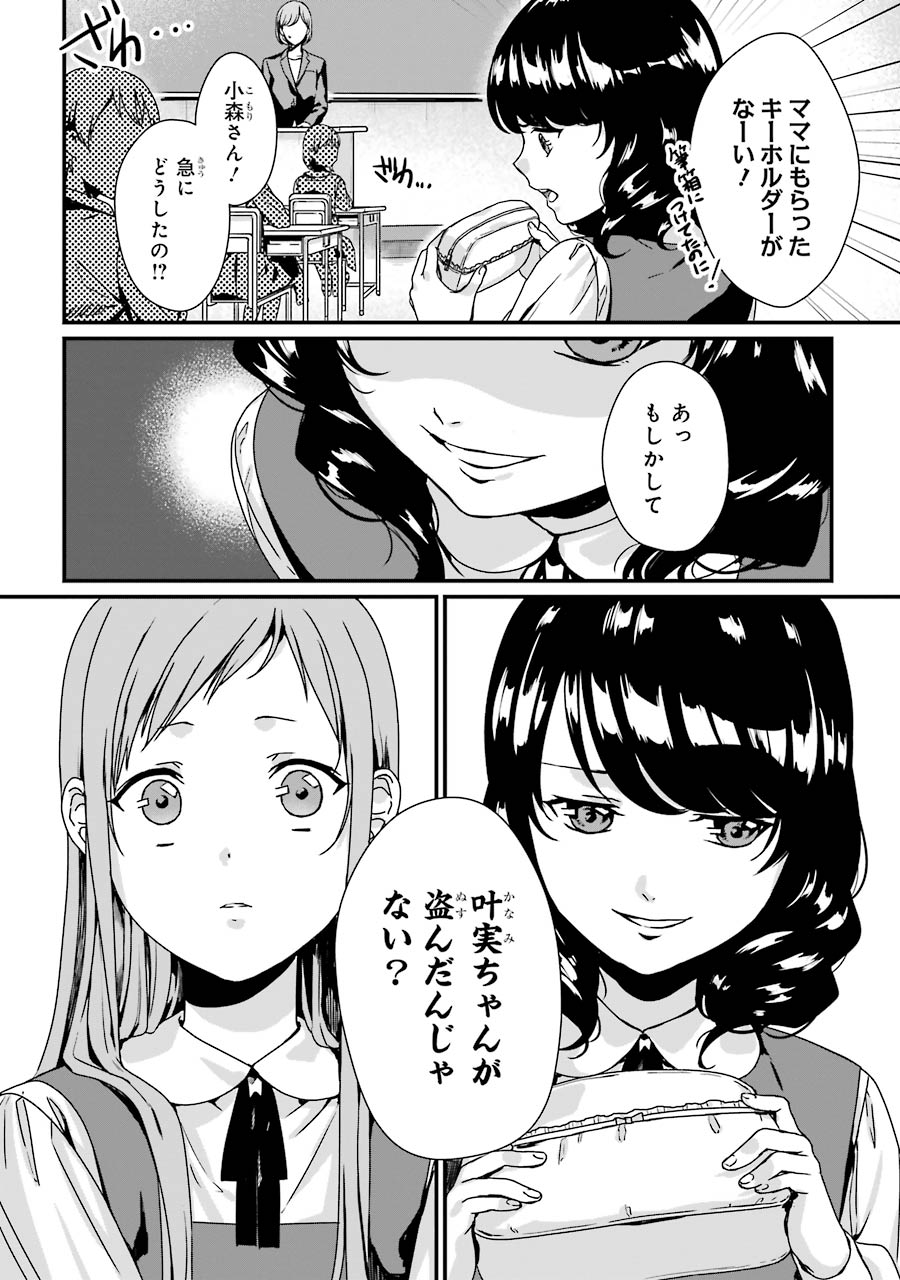 ママにもらった
キーホルダーが
なーい！
筆箱に
つけてたのに！
ざわ…
小森さん！
急に
どうしたの!?
ざわ…
あっ
もしかして
叶実ちゃんが
盗んだんじゃ
ない？